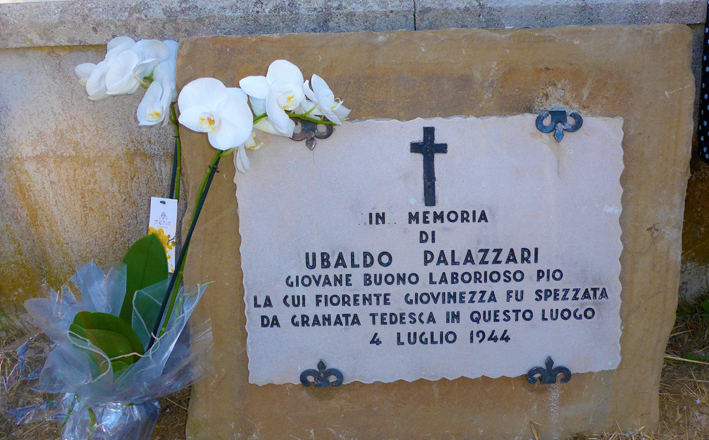 IN MEMORIA
DI
UBALDO PALAZZARI
GIOVANE BUONO LABORIOSO PIO
LA CUI FIORENTE GIOVINEZZA FU SPEZZATA
DA GRANATA TEDESCA IN QUESTO LUOGO
4 LUGLIO 1944